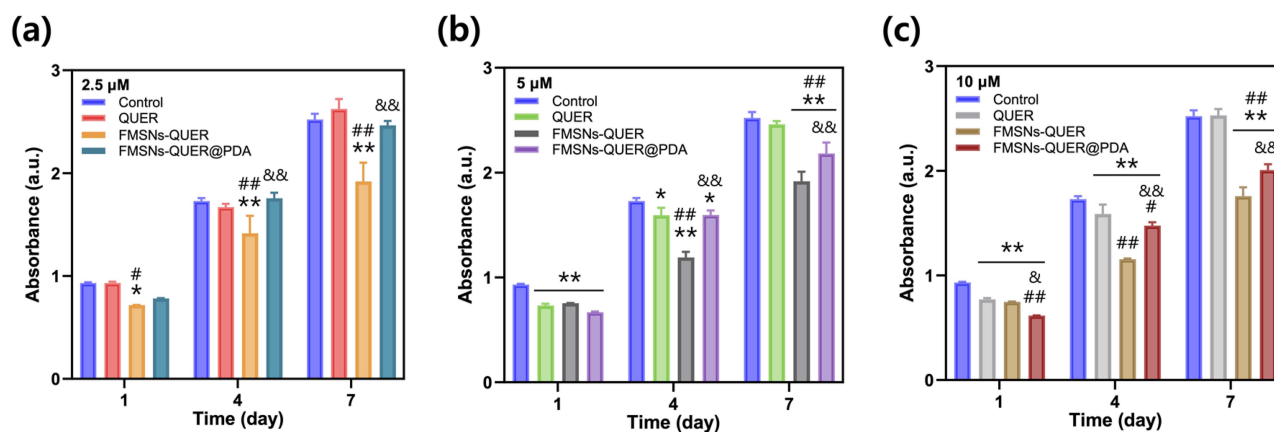 (a)
3
2.5 µM
Control
QUER
FMSNs-QUER
FMSNs-QUER@PDA
2
1
0
Absorbance (a.u.)
#
*
##
**
&&
##
**
&&
1
4
7
Time (day)
(b)
3
5 µM
Control
QUER
FMSNs-QUER
FMSNs-QUER@PDA
2
1
0
Absorbance (a.u.)
**
*
##
**
&&
*
##
**
&&
1
4
7
Time (day)
(c)
3
10 µM
Control
QUER
FMSNs-QUER
FMSNs-QUER@PDA
2
1
0
Absorbance (a.u.)
**
&
##
**
##
&&
#
##
**
&&
1
4
7
Time (day)